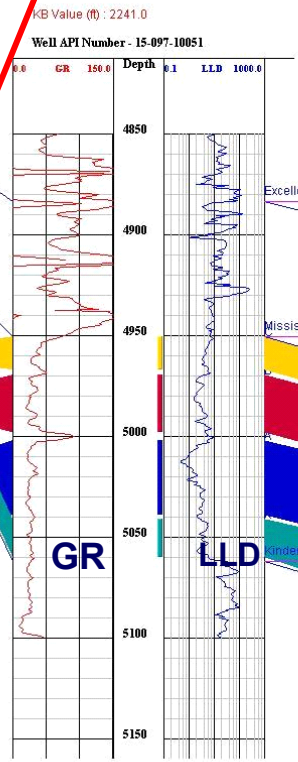 KB Value (ft) : 2241.0
Well API Number - 15-097-10051
0.0 GR 150.0 Depth 0.1 LLD 1000.0
4850
Excelle
4900
4950
Missis
5000
A
5050
GR LLD
Kinder
5100
5150